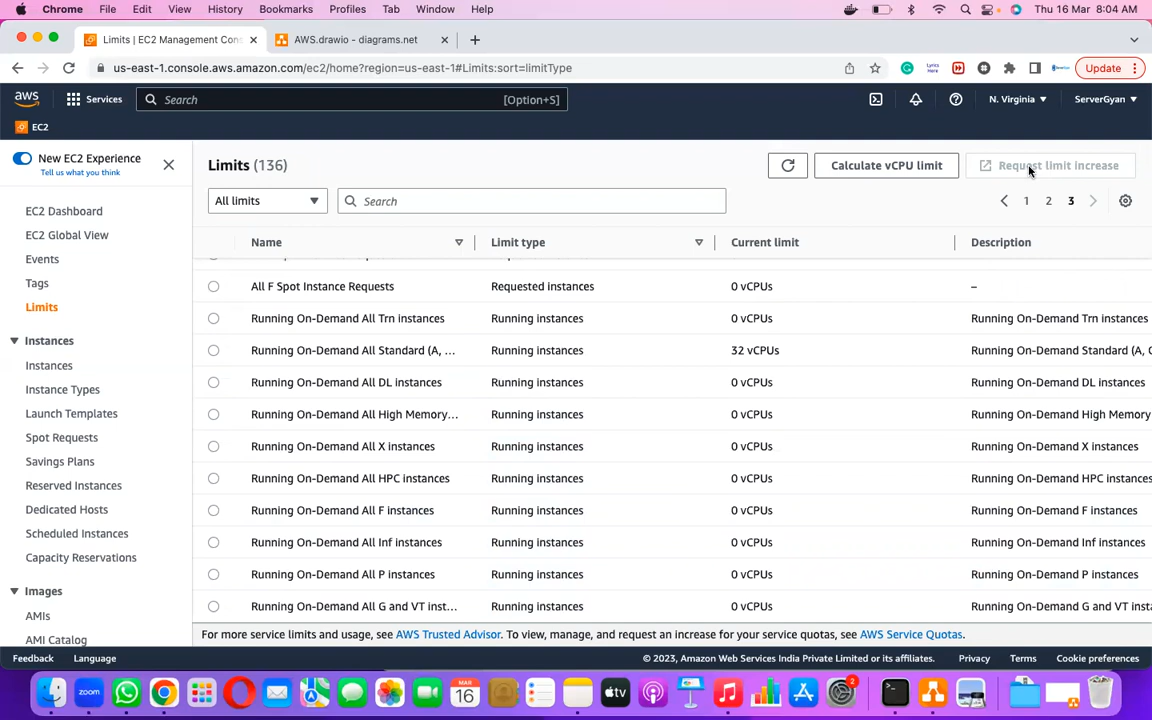 Chrome File Edit View History Bookmarks Profiles Tab Window Help Thu 16 Mar 8:04 AM
Limits | EC2 Management Cons AWS.drawio - diagrams.net
us-east-1.console.aws.amazon.com/ec2/home?region=us-east-1#Limits:sort=limitType Update
aws Services Search [Option+S] N. Virginia ServerGyan
EC2
New EC2 Experience
Tell us what you think
EC2 Dashboard
EC2 Global View
Events
Tags
Limits
Instances
Instances
Instance Types
Launch Templates
Spot Requests
Savings Plans
Reserved Instances
Dedicated Hosts
Scheduled Instances
Capacity Reservations
Images
AMIs
AMI Catalog
Limits (136) Calculate vCPU limit Request limit increase
All limits Search 1 2 3
Name Limit type Current limit Description
All F Spot Instance Requests Requested instances 0 vCPUs –
Running On-Demand All Trn instances Running instances 0 vCPUs Running On-Demand Trn instances
Running On-Demand All Standard (A, ... Running instances 32 vCPUs Running On-Demand Standard (A, C
Running On-Demand All DL instances Running instances 0 vCPUs Running On-Demand DL instances
Running On-Demand All High Memory... Running instances 0 vCPUs Running On-Demand High Memory
Running On-Demand All X instances Running instances 0 vCPUs Running On-Demand X instances
Running On-Demand All HPC instances Running instances 0 vCPUs Running On-Demand HPC instances
Running On-Demand All F instances Running instances 0 vCPUs Running On-Demand F instances
Running On-Demand All Inf instances Running instances 0 vCPUs Running On-Demand Inf instances
Running On-Demand All P instances Running instances 0 vCPUs Running On-Demand P instances
Running On-Demand All G and VT inst... Running instances 0 vCPUs Running On-Demand G and VT insta
For more service limits and usage, see AWS Trusted Advisor. To view, manage, and request an increase for your service quotas, see AWS Service Quotas.
Feedback Language © 2023, Amazon Web Services India Private Limited or its affiliates. Privacy Terms Cookie preferences
zoom MAR 16 tv 2